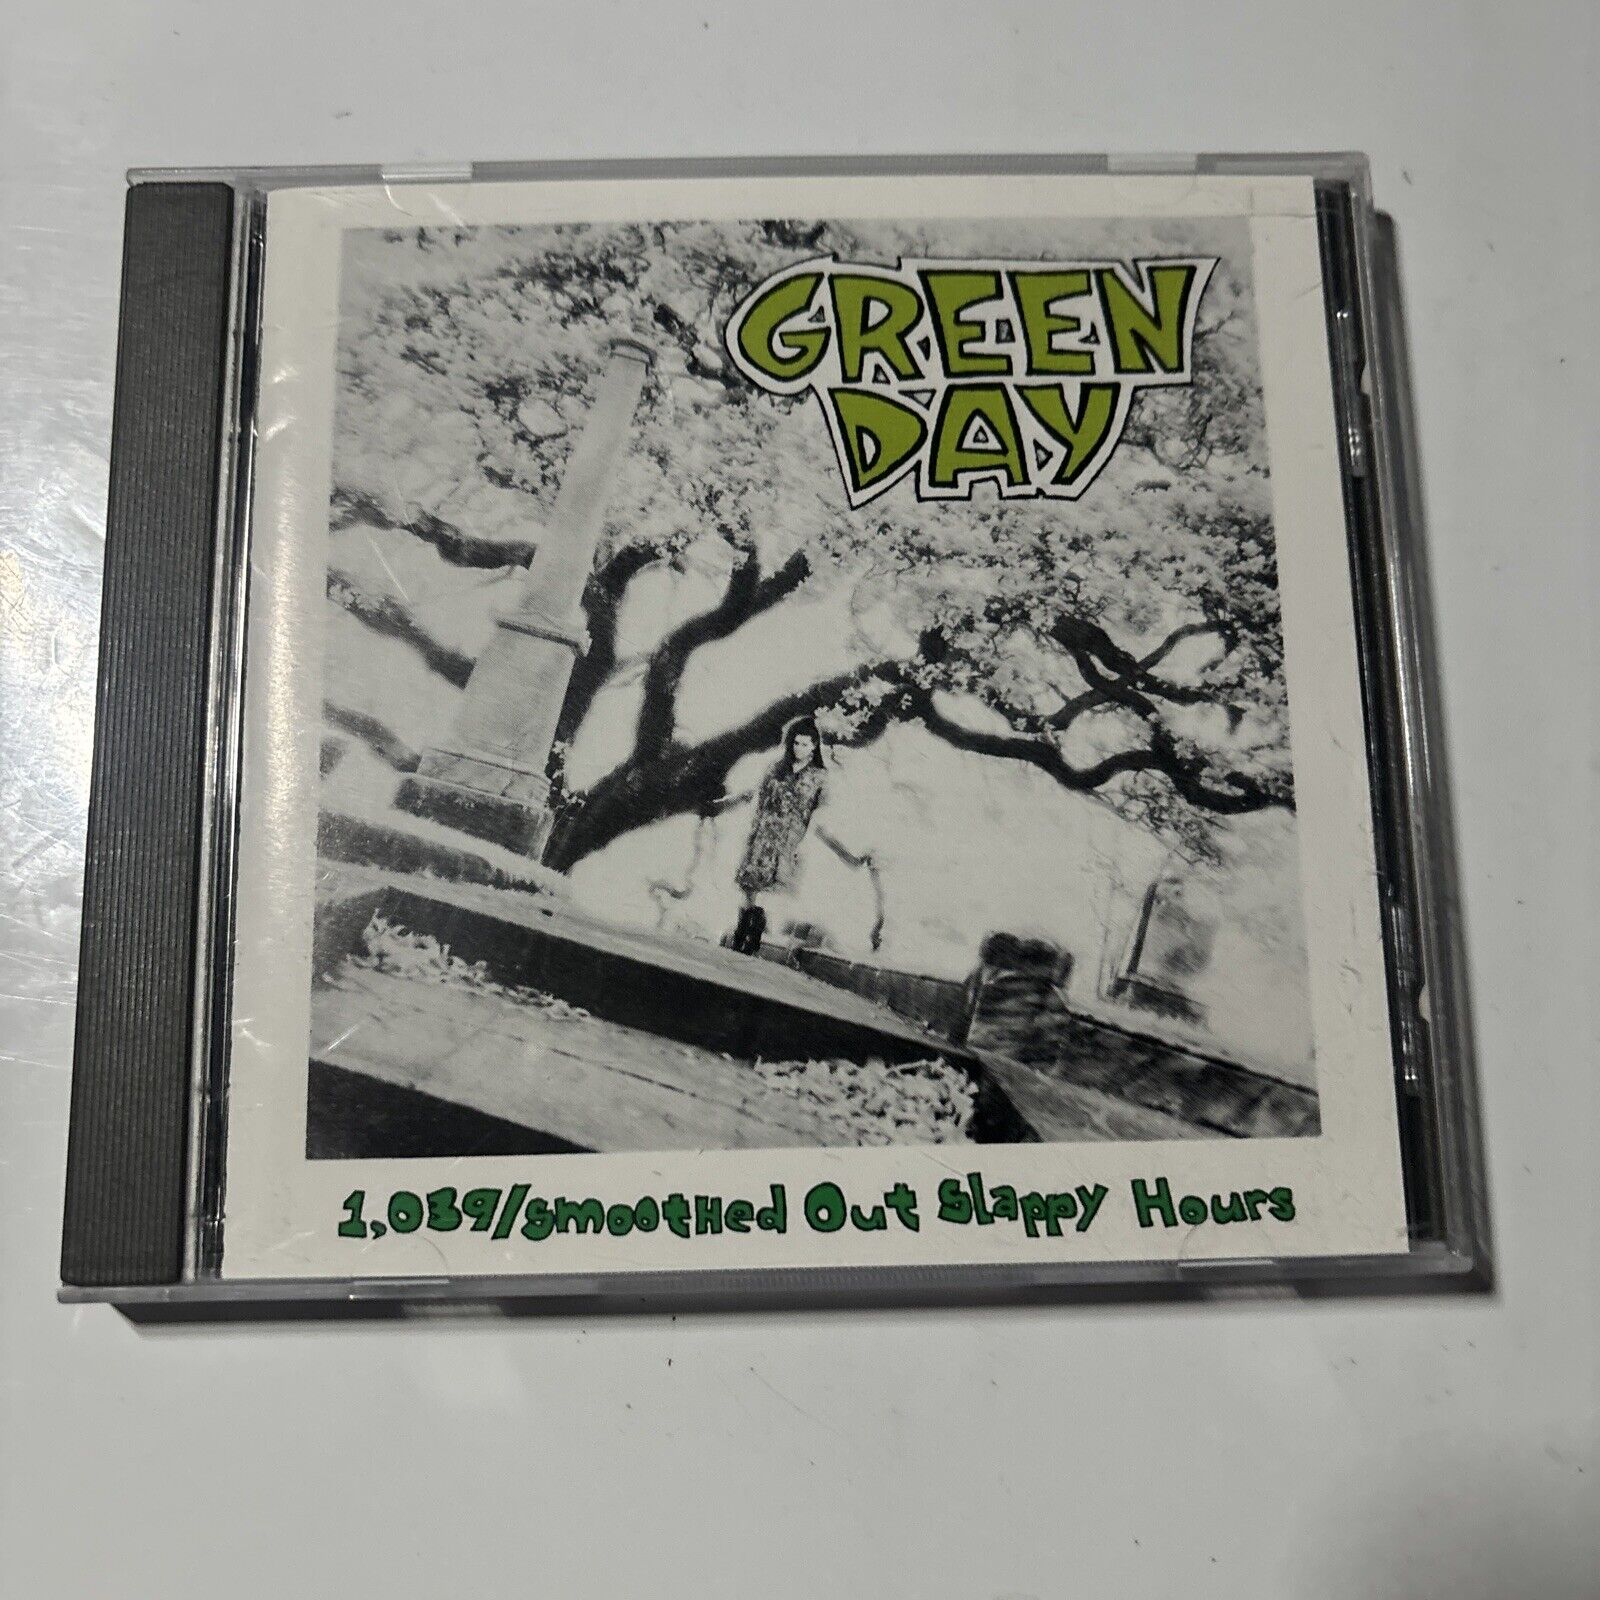 GREEN
DAY
1,039/smootHed Out slappy Hours